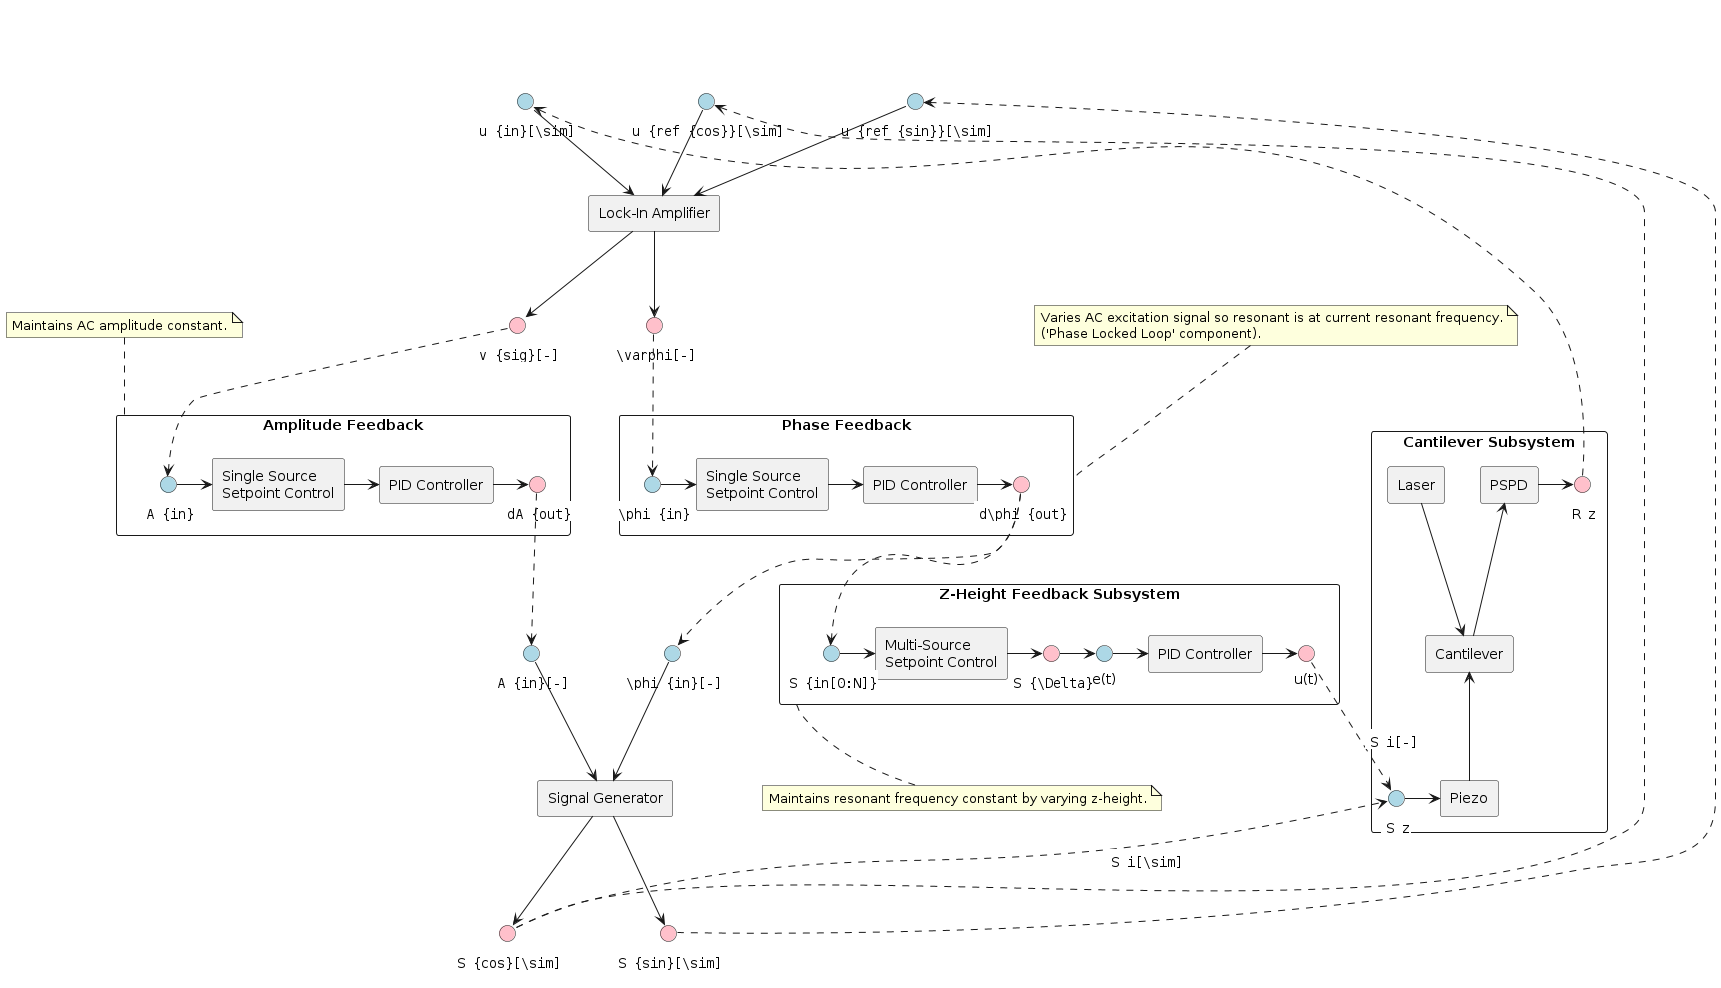 u {in}[\sim]
u {ref {cos}}[\sim]
u {ref {sin}}[\sim]
Lock-In Amplifier
Maintains AC amplitude constant.
v {sig}[-]
\varphi[-]
Varies AC excitation signal so resonant is at current resonant frequency.
('Phase Locked Loop' component).
Amplitude Feedback
Single Source
Setpoint Control
PID Controller
A {in}
dA {out}
Phase Feedback
Single Source
Setpoint Control
PID Controller
\phi {in}
d\phi {out}
Cantilever Subsystem
Laser
PSPD
R z
Cantilever
Z-Height Feedback Subsystem
Multi-Source
Setpoint Control
PID Controller
S {in[0:N]}
S {\Delta}
e(t)
u(t)
A {in}[-]
\phi {in}[-]
S i[-]
Signal Generator
Maintains resonant frequency constant by varying z-height.
Piezo
S z
S i[\sim]
S {cos}[\sim]
S {sin}[\sim]